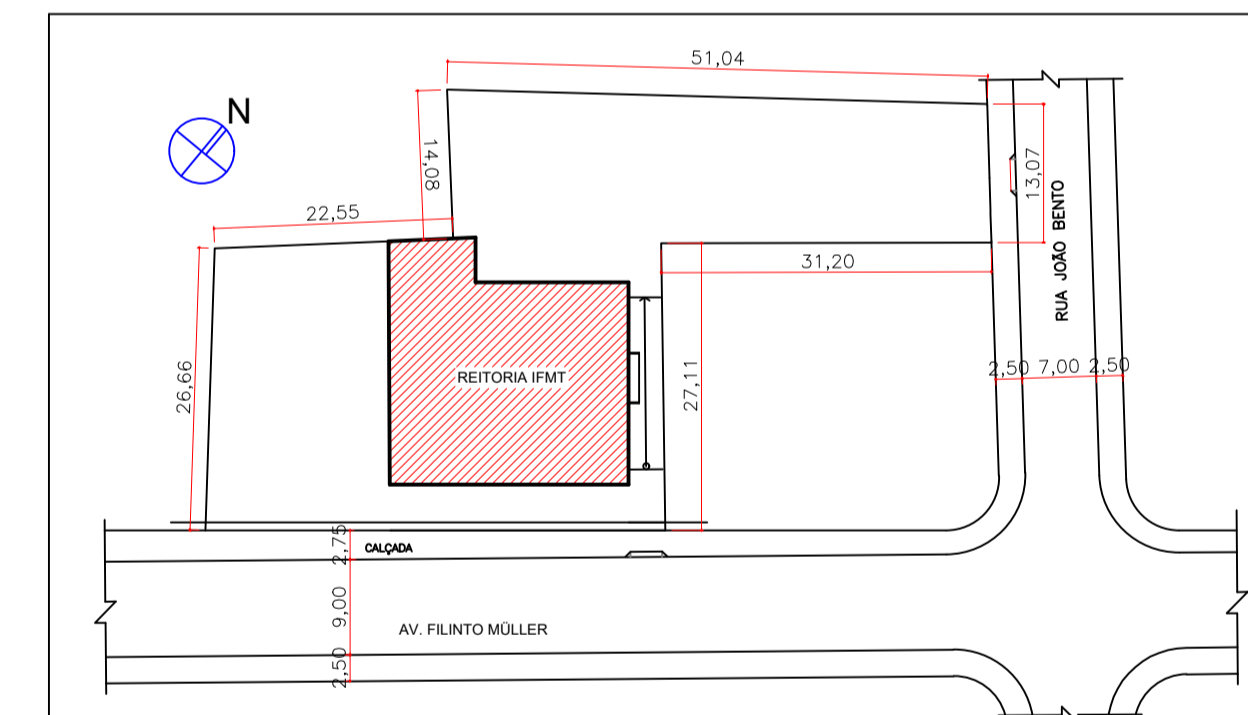 51,04
N
14,08
13,07
22,55
31,20
RUA JOÃO BENTO
26,66
REITORIA IFMT
27,11
2,50 7,00 2,50
2,75
CALÇADA
9,00
AV. FILINTO MÜLLER
2,50